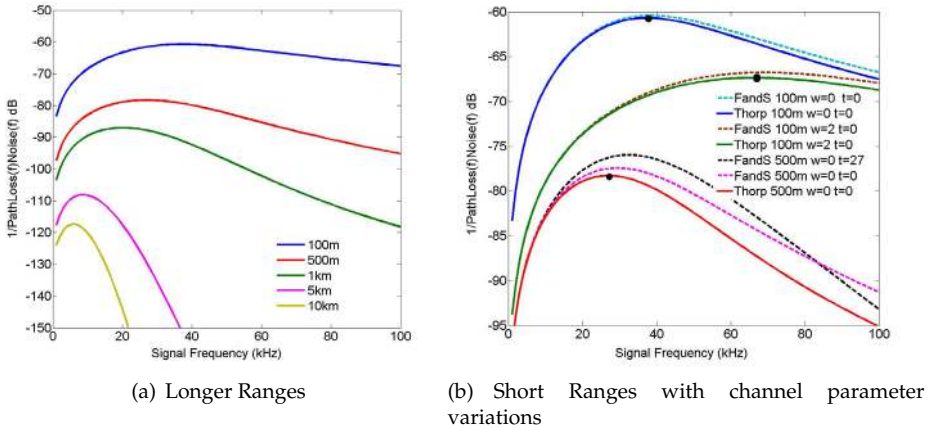 -50
-60
-70
-80
-90
-100
-110
-120
-130
-140
-150
1/PathLoss(f)Noise(f) dB
100m
500m
1km
5km
10km
0 20 40 60 80 100
Signal Frequency (kHz)
(a) Longer Ranges
-60
-65
-70
-75
-80
-85
-90
-95
1/PathLoss(f)Noise(f) dB
FandS 100m w=0 t=0
Thorp 100m w=0 t=0
FandS 100m w=2 t=0
Thorp 100m w=2 t=0
FandS 500m w=0 t=27
FandS 500m w=0 t=0
Thorp 500m w=0 t=0
0 20 40 60 80 100
Signal Frequency (kHz)
(b) Short Ranges with channel parameter
variations